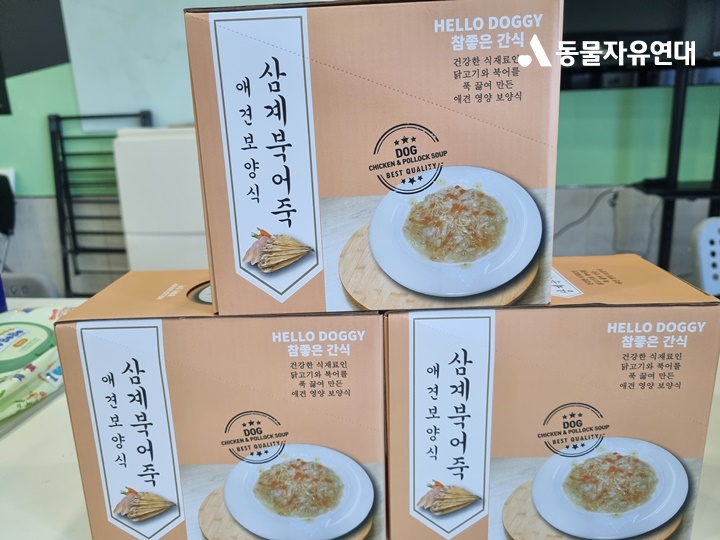 동물자유연대
HELLO DOGGY
참좋은 간식
건강한 식재료인
닭고기와 북어를
푹 끓여 만든
애견 영양 보양식
삼계북어죽
애견보양식
DOG
CHICKEN & POLLOCK SOUP
BEST QUALITY
HELLO DOGGY
참좋은 간식
건강한 식재료인
닭고기와 북어를
푹 끓여 만든
애견 영양 보양식
삼계북어죽
애견보양식
DOG
CHICKEN & POLLOCK SOUP
BEST QUALITY
HELLO DOGGY
참좋은 간식
건강한 식재료인
닭고기와 북어를
푹 끓여 만든
애견 영양 보양식
삼계북어죽
애견보양식
DOG
CHICKEN & POLLOCK SOUP
BEST QUALITY